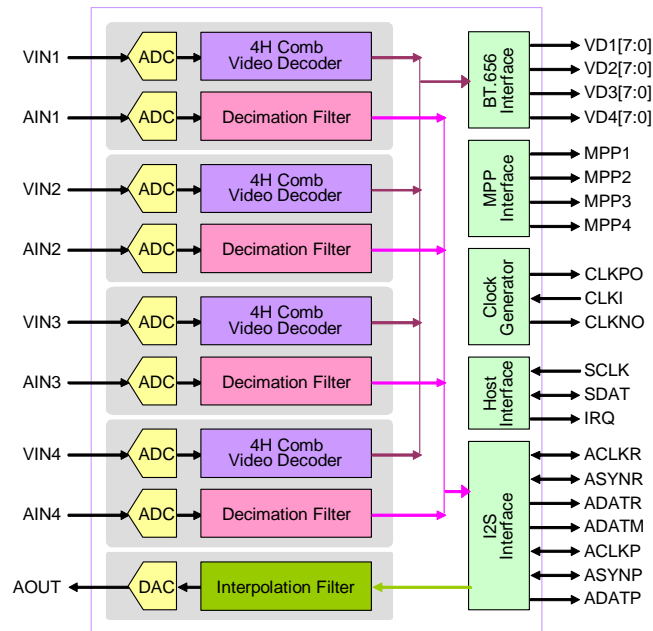 VIN1
ADC
4H Comb
Video Decoder
AIN1
ADC
Decimation Filter
VIN2
ADC
4H Comb
Video Decoder
AIN2
ADC
Decimation Filter
VIN3
ADC
4H Comb
Video Decoder
AIN3
ADC
Decimation Filter
VIN4
ADC
4H Comb
Video Decoder
AIN4
ADC
Decimation Filter
AOUT
DAC
Interpolation Filter
BT.656
Interface
VD1[7:0]
VD2[7:0]
VD3[7:0]
VD4[7:0]
MPP
Interface
MPP1
MPP2
MPP3
MPP4
Clock
Generator
CLKPO
CLKI
CLKNO
Host
Interface
SCLK
SDAT
IRQ
I2S
Interface
ACLKR
ASYNR
ADATR
ADATM
ACLKP
ASYNP
ADATP